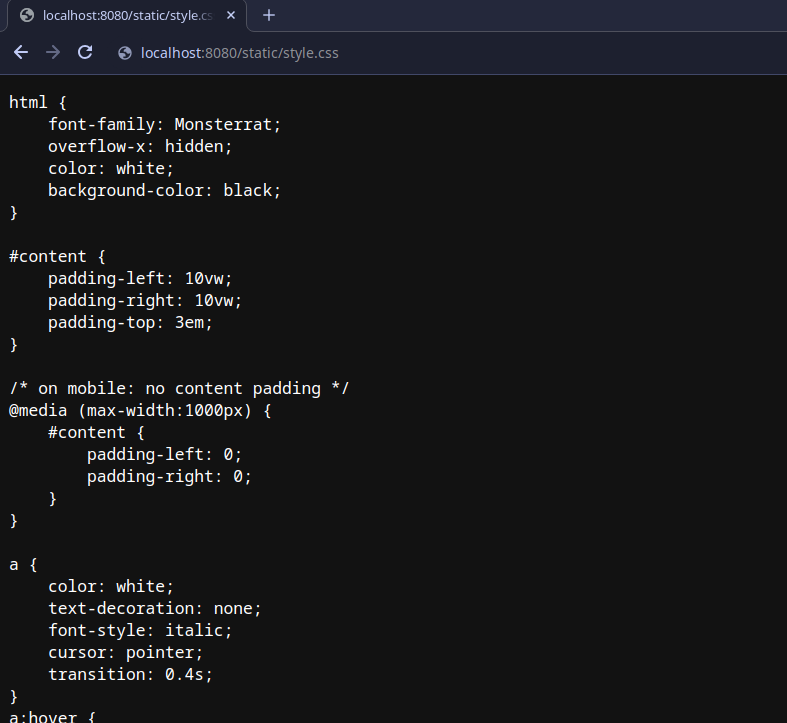 localhost:8080/static/style.cs
localhost:8080/static/style.css
html {
    font-family: Monsterrat;
    overflow-x: hidden;
    color: white;
    background-color: black;
}

#content {
    padding-left: 10vw;
    padding-right: 10vw;
    padding-top: 3em;
}

/* on mobile: no content padding */
@media (max-width:1000px) {
    #content {
        padding-left: 0;
        padding-right: 0;
    }
}

a {
    color: white;
    text-decoration: none;
    font-style: italic;
    cursor: pointer;
    transition: 0.4s;
}
a:hover {